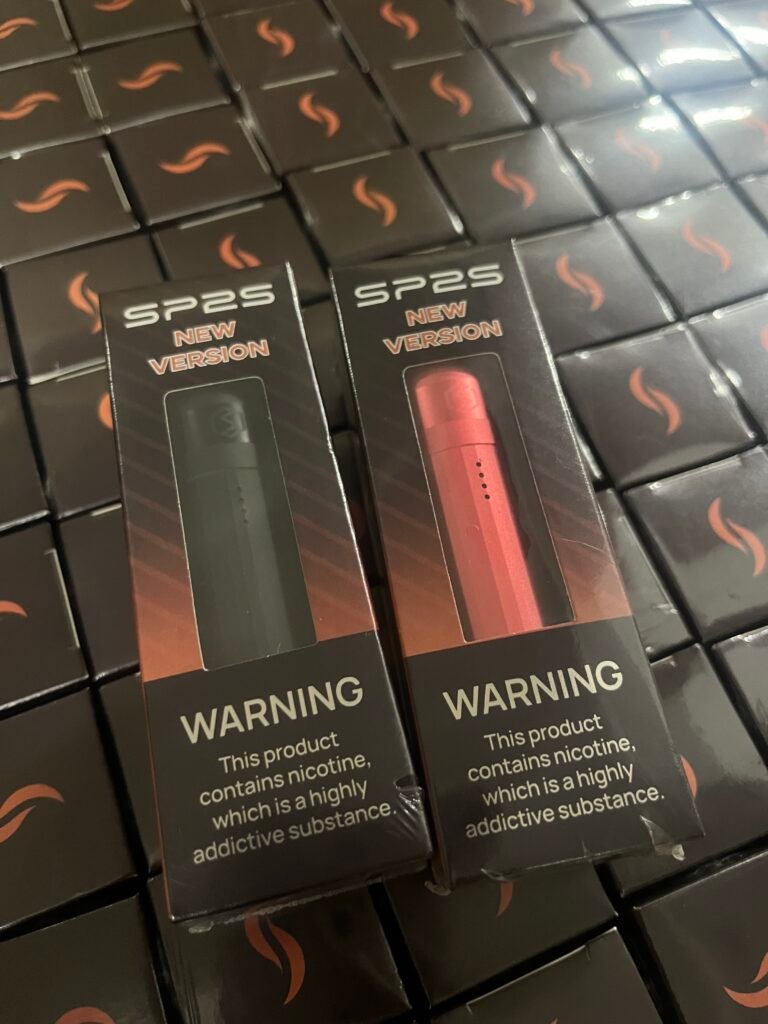 SP2S
NEW
VERSION
WARNING
This product
contains nicotine,
which is a highly
addictive substance.
SP2S
NEW
VERSION
WARNING
This product
contains nicotine,
which is a highly
addictive substance.